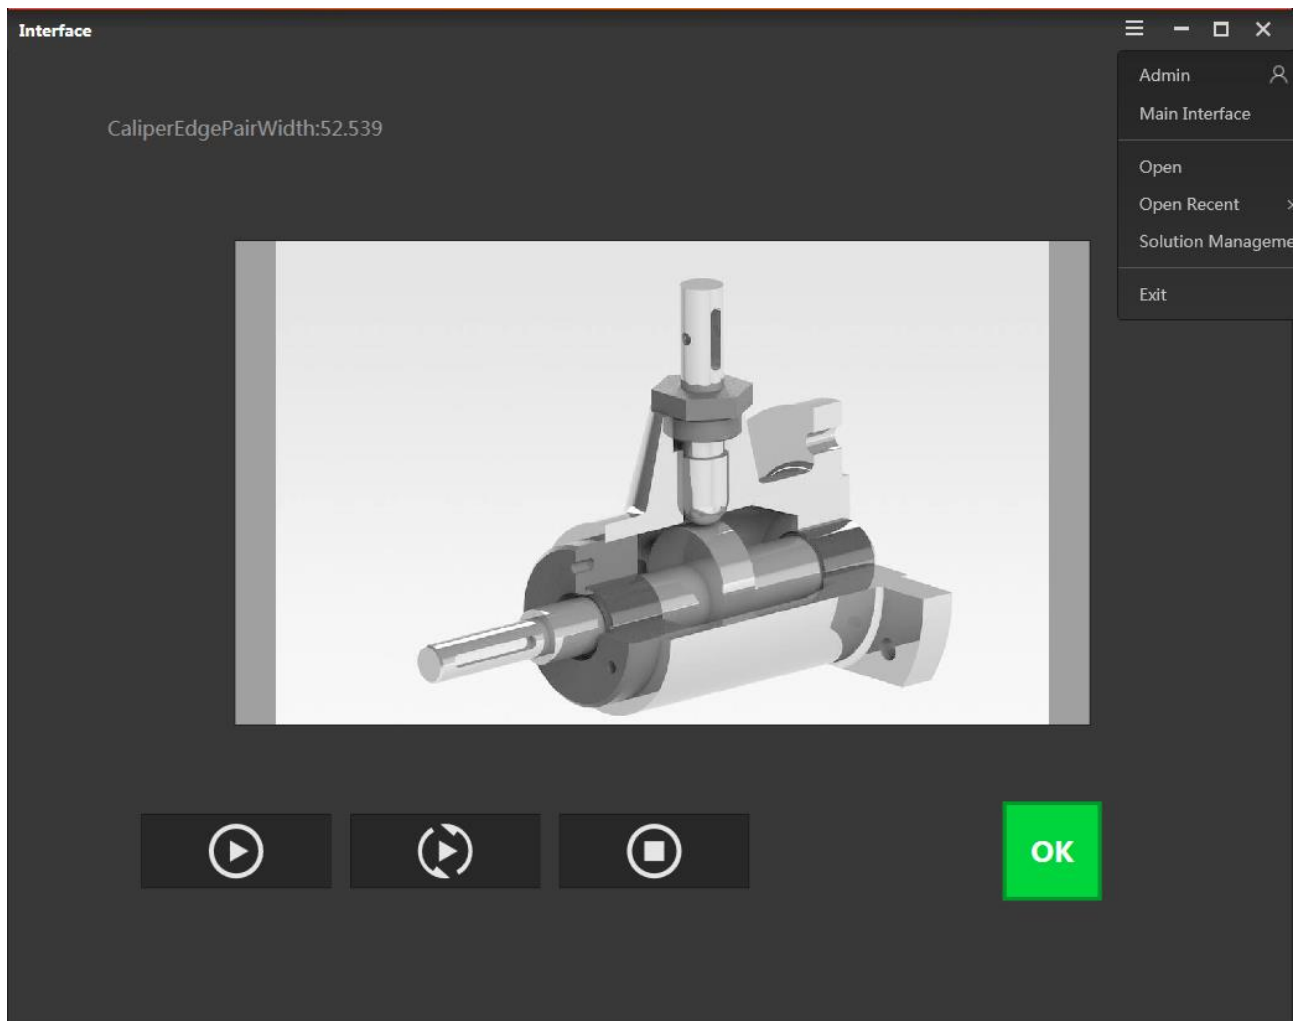 Interface
Admin
Main Interface
CaliperEdgePairWidth:52.539
Open
Open Recent
Solution Manageme
Exit
OK